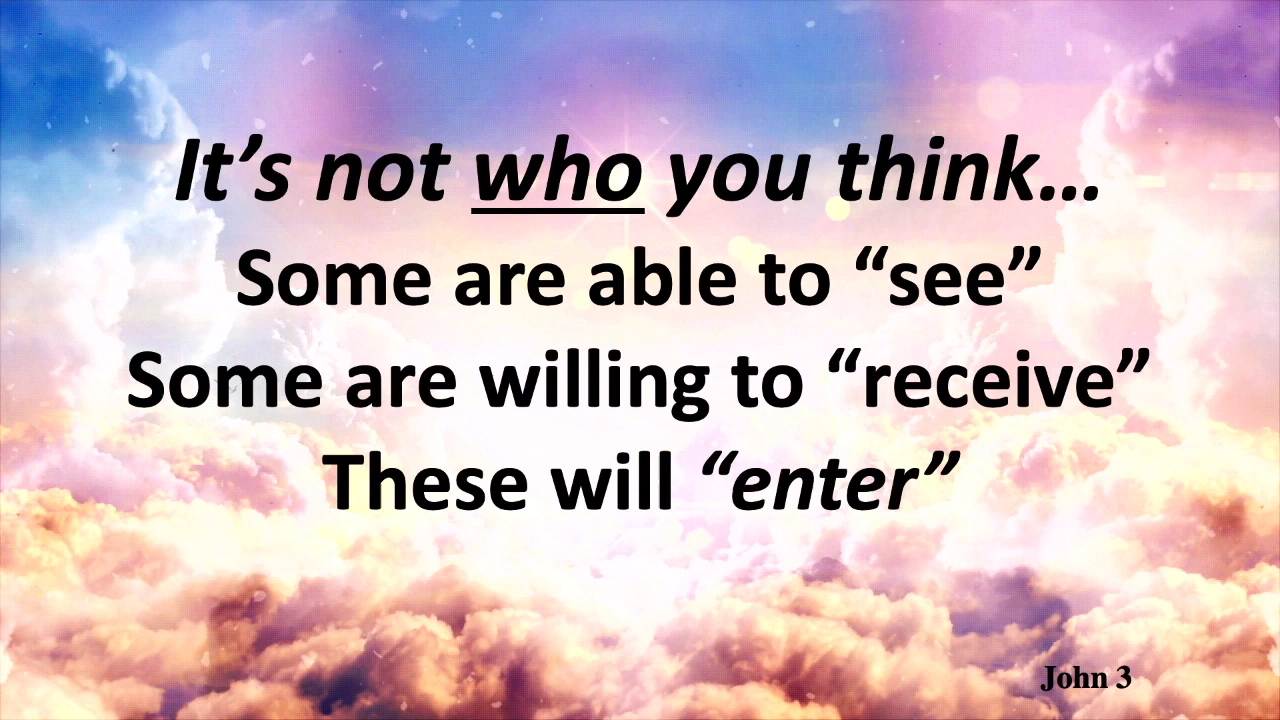 It’s not who you think...
Some are able to “see”
Some are willing to “receive”
These will “enter”
John 3